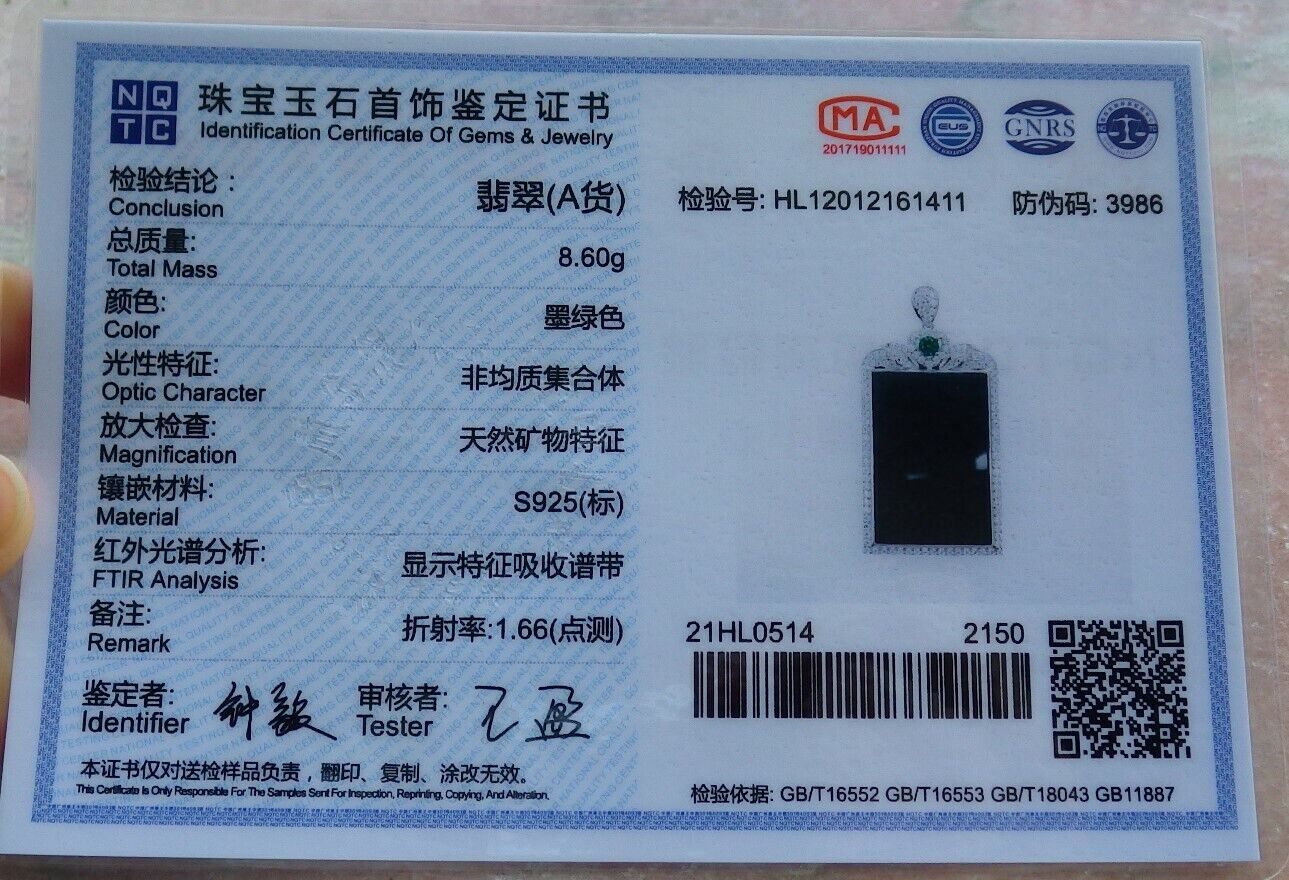 NQ
TC
珠宝玉石首饰鉴定证书
Identification Certificate Of Gems & Jewelry
检验结论：
Conclusion
翡翠(A货)
总质量:
Total Mass
8.60g
颜色:
Color
墨绿色
光性特征:
Optic Character
非均质集合体
放大检查:
Magnification
天然矿物特征
镶嵌材料:
Material
S925(标)
红外光谱分析:
FTIR Analysis
显示特征吸收谱带
备注:
Remark
折射率:1.66(点测)
鉴定者:
Identifier
审核者:
Tester
本证书仅对送检样品负责，翻印、复制、涂改无效。
This Certificate Is Only Responsible For The Samples Sent For Inspection, Reprinting, Copying, And Alteration.
MA
201719011111
GNRS
检验号: HL12012161411 防伪码: 3986
21HL0514 2150
检验依据: GB/T16552 GB/T16553 GB/T18043 GB11887